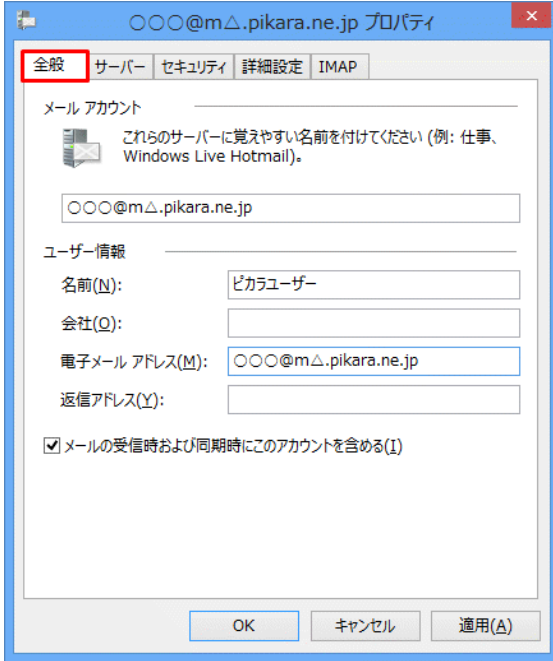 ○○○@m△.pikara.ne.jp プロパティ
全般 サーバー セキュリティ 詳細設定 IMAP
メール アカウント
これらのサーバーに覚えやすい名前を付けてください (例: 仕事、
Windows Live Hotmail)。
○○○@m△.pikara.ne.jp
ユーザー情報
名前(N): ピカラユーザー
会社(O):
電子メール アドレス(M): ○○○@m△.pikara.ne.jp
返信アドレス(Y):
メールの受信時および同期時にこのアカウントを含める(I)
OK キャンセル 適用(A)